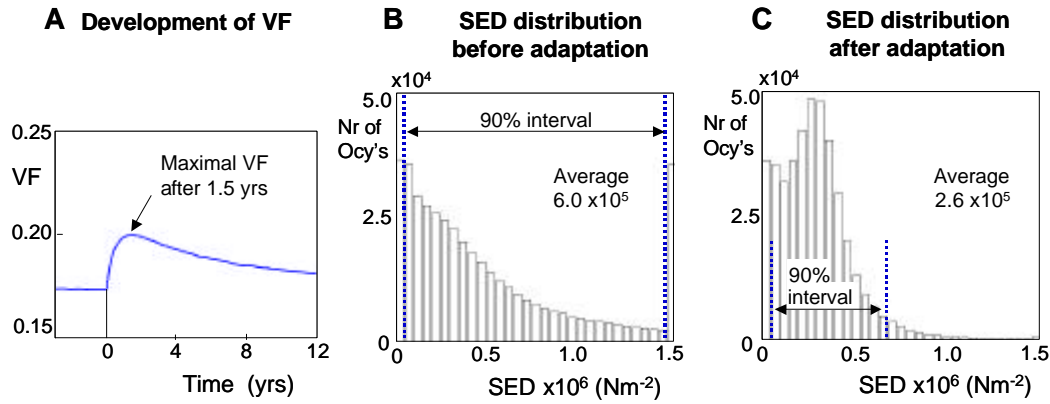 A Development of VF
0.25
VF
Maximal VF
after 1.5 yrs
0.20
0.15
0 4 8 12
Time (yrs)
B SED distribution
before adaptation
x10⁴
5.0
Nr of
Ocy's
90% interval
Average
6.0 x10⁵
2.5
0
0 0.5 1.0 1.5
SED x10⁶ (Nm⁻²)
C SED distribution
after adaptation
x10⁴
5.0
Nr of
Ocy's
Average
2.6 x10⁵
2.5
90%
interval
0
0 0.5 1.0 1.5
SED x10⁶ (Nm⁻²)